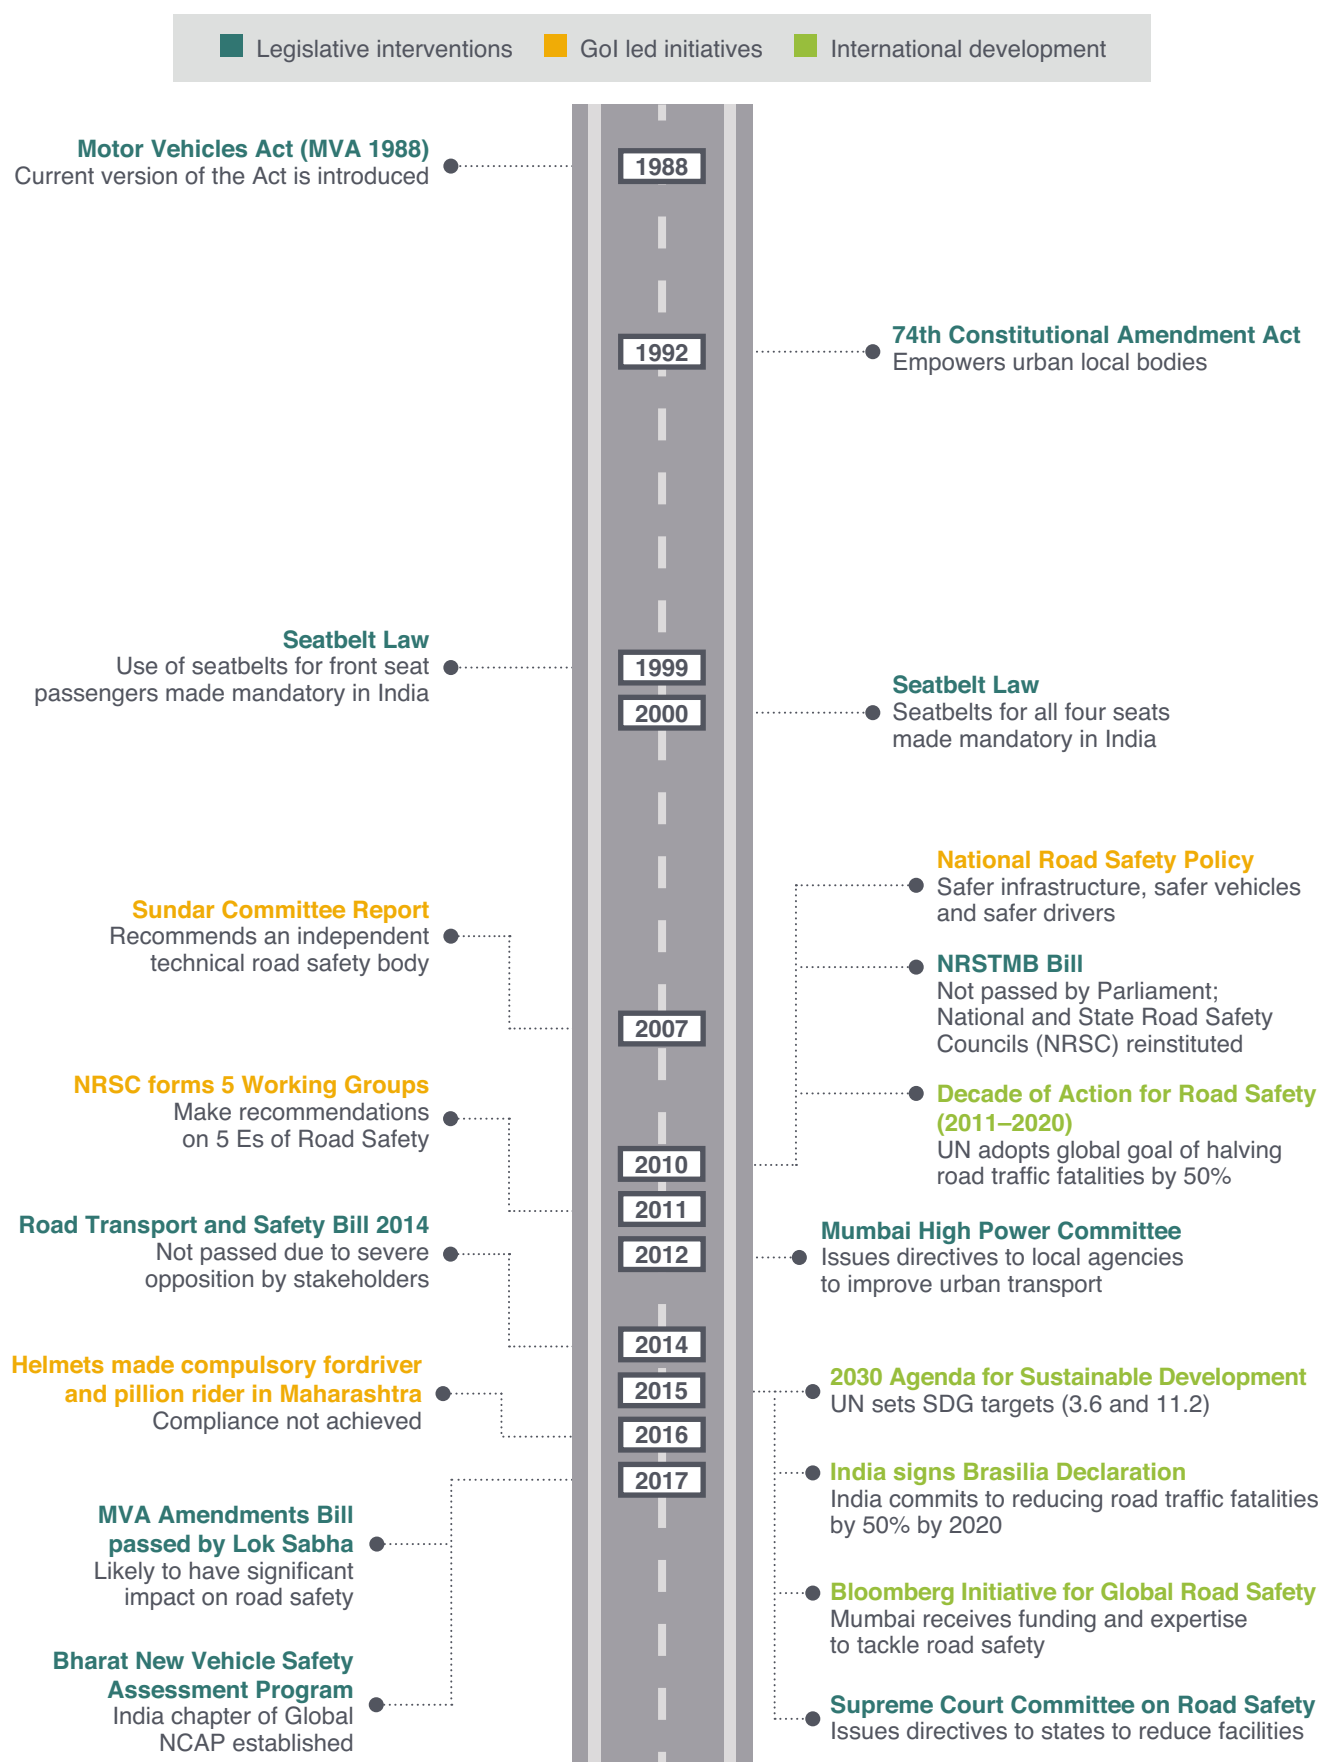 Legislative interventions GoI led initiatives International development
Motor Vehicles Act (MVA 1988)
Current version of the Act is introduced
1988
1992
74th Constitutional Amendment Act
Empowers urban local bodies
Seatbelt Law
Use of seatbelts for front seat
passengers made mandatory in India
1999
2000
Seatbelt Law
Seatbelts for all four seats
made mandatory in India
Sundar Committee Report
Recommends an independent
technical road safety body
2007
National Road Safety Policy
Safer infrastructure, safer vehicles
and safer drivers
NRSTMB Bill
Not passed by Parliament;
National and State Road Safety
Councils (NRSC) reinstituted
Decade of Action for Road Safety
(2011–2020)
UN adopts global goal of halving
road traffic fatalities by 50%
2010
NRSC forms 5 Working Groups
Make recommendations
on 5 Es of Road Safety
2011
2012
Mumbai High Power Committee
Issues directives to local agencies
to improve urban transport
Road Transport and Safety Bill 2014
Not passed due to severe
opposition by stakeholders
2014
2015
2030 Agenda for Sustainable Development
UN sets SDG targets (3.6 and 11.2)
India signs Brasilia Declaration
India commits to reducing road traffic fatalities
by 50% by 2020
Bloomberg Initiative for Global Road Safety
Mumbai receives funding and expertise
to tackle road safety
Supreme Court Committee on Road Safety
Issues directives to states to reduce facilities
Helmets made compulsory fordriver
and pillion rider in Maharashtra
Compliance not achieved
2016
2017
MVA Amendments Bill
passed by Lok Sabha
Likely to have significant
impact on road safety
Bharat New Vehicle Safety
Assessment Program
India chapter of Global
NCAP established